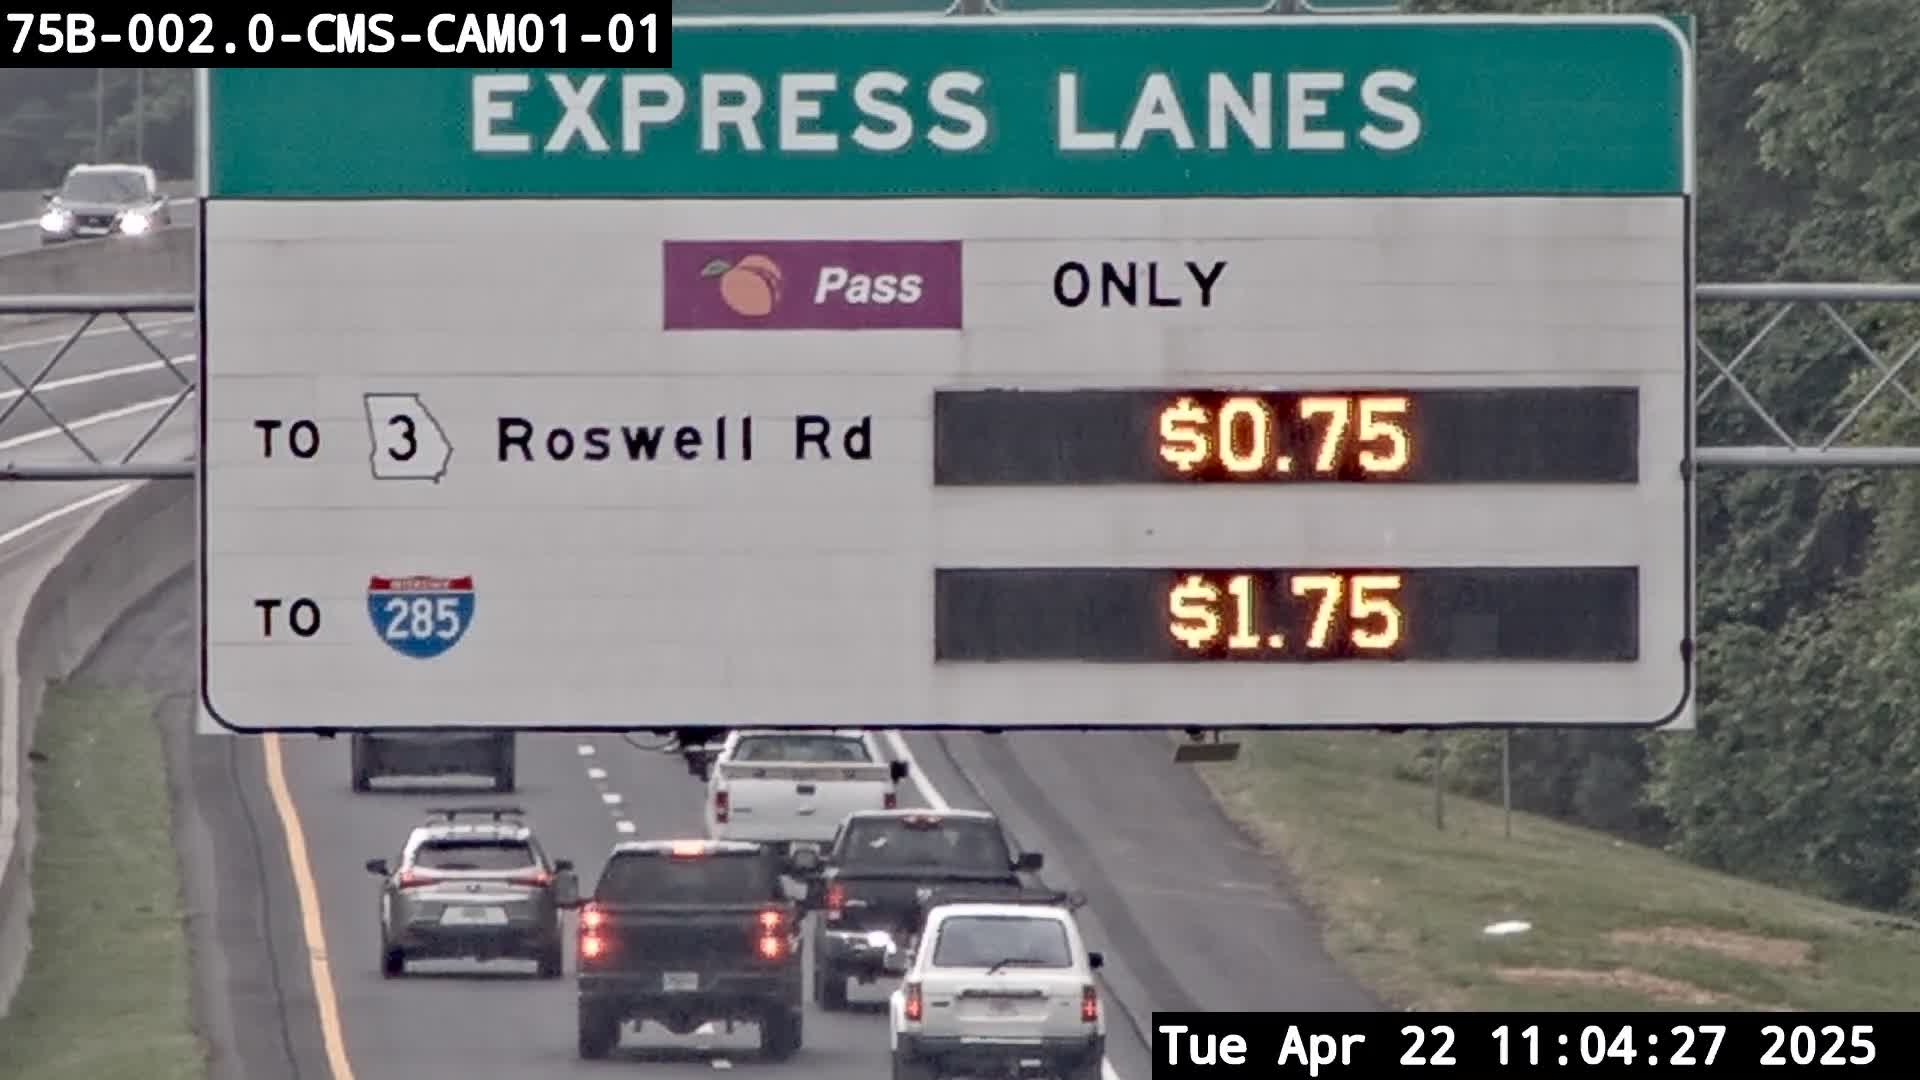 75B-002.0-CMS-CAM01-01
EXPRESS LANES
Pass ONLY
TO 3 Roswell Rd $0.75
INTERSTATE
TO 285 $1.75
Tue Apr 22 11:04:27 2025